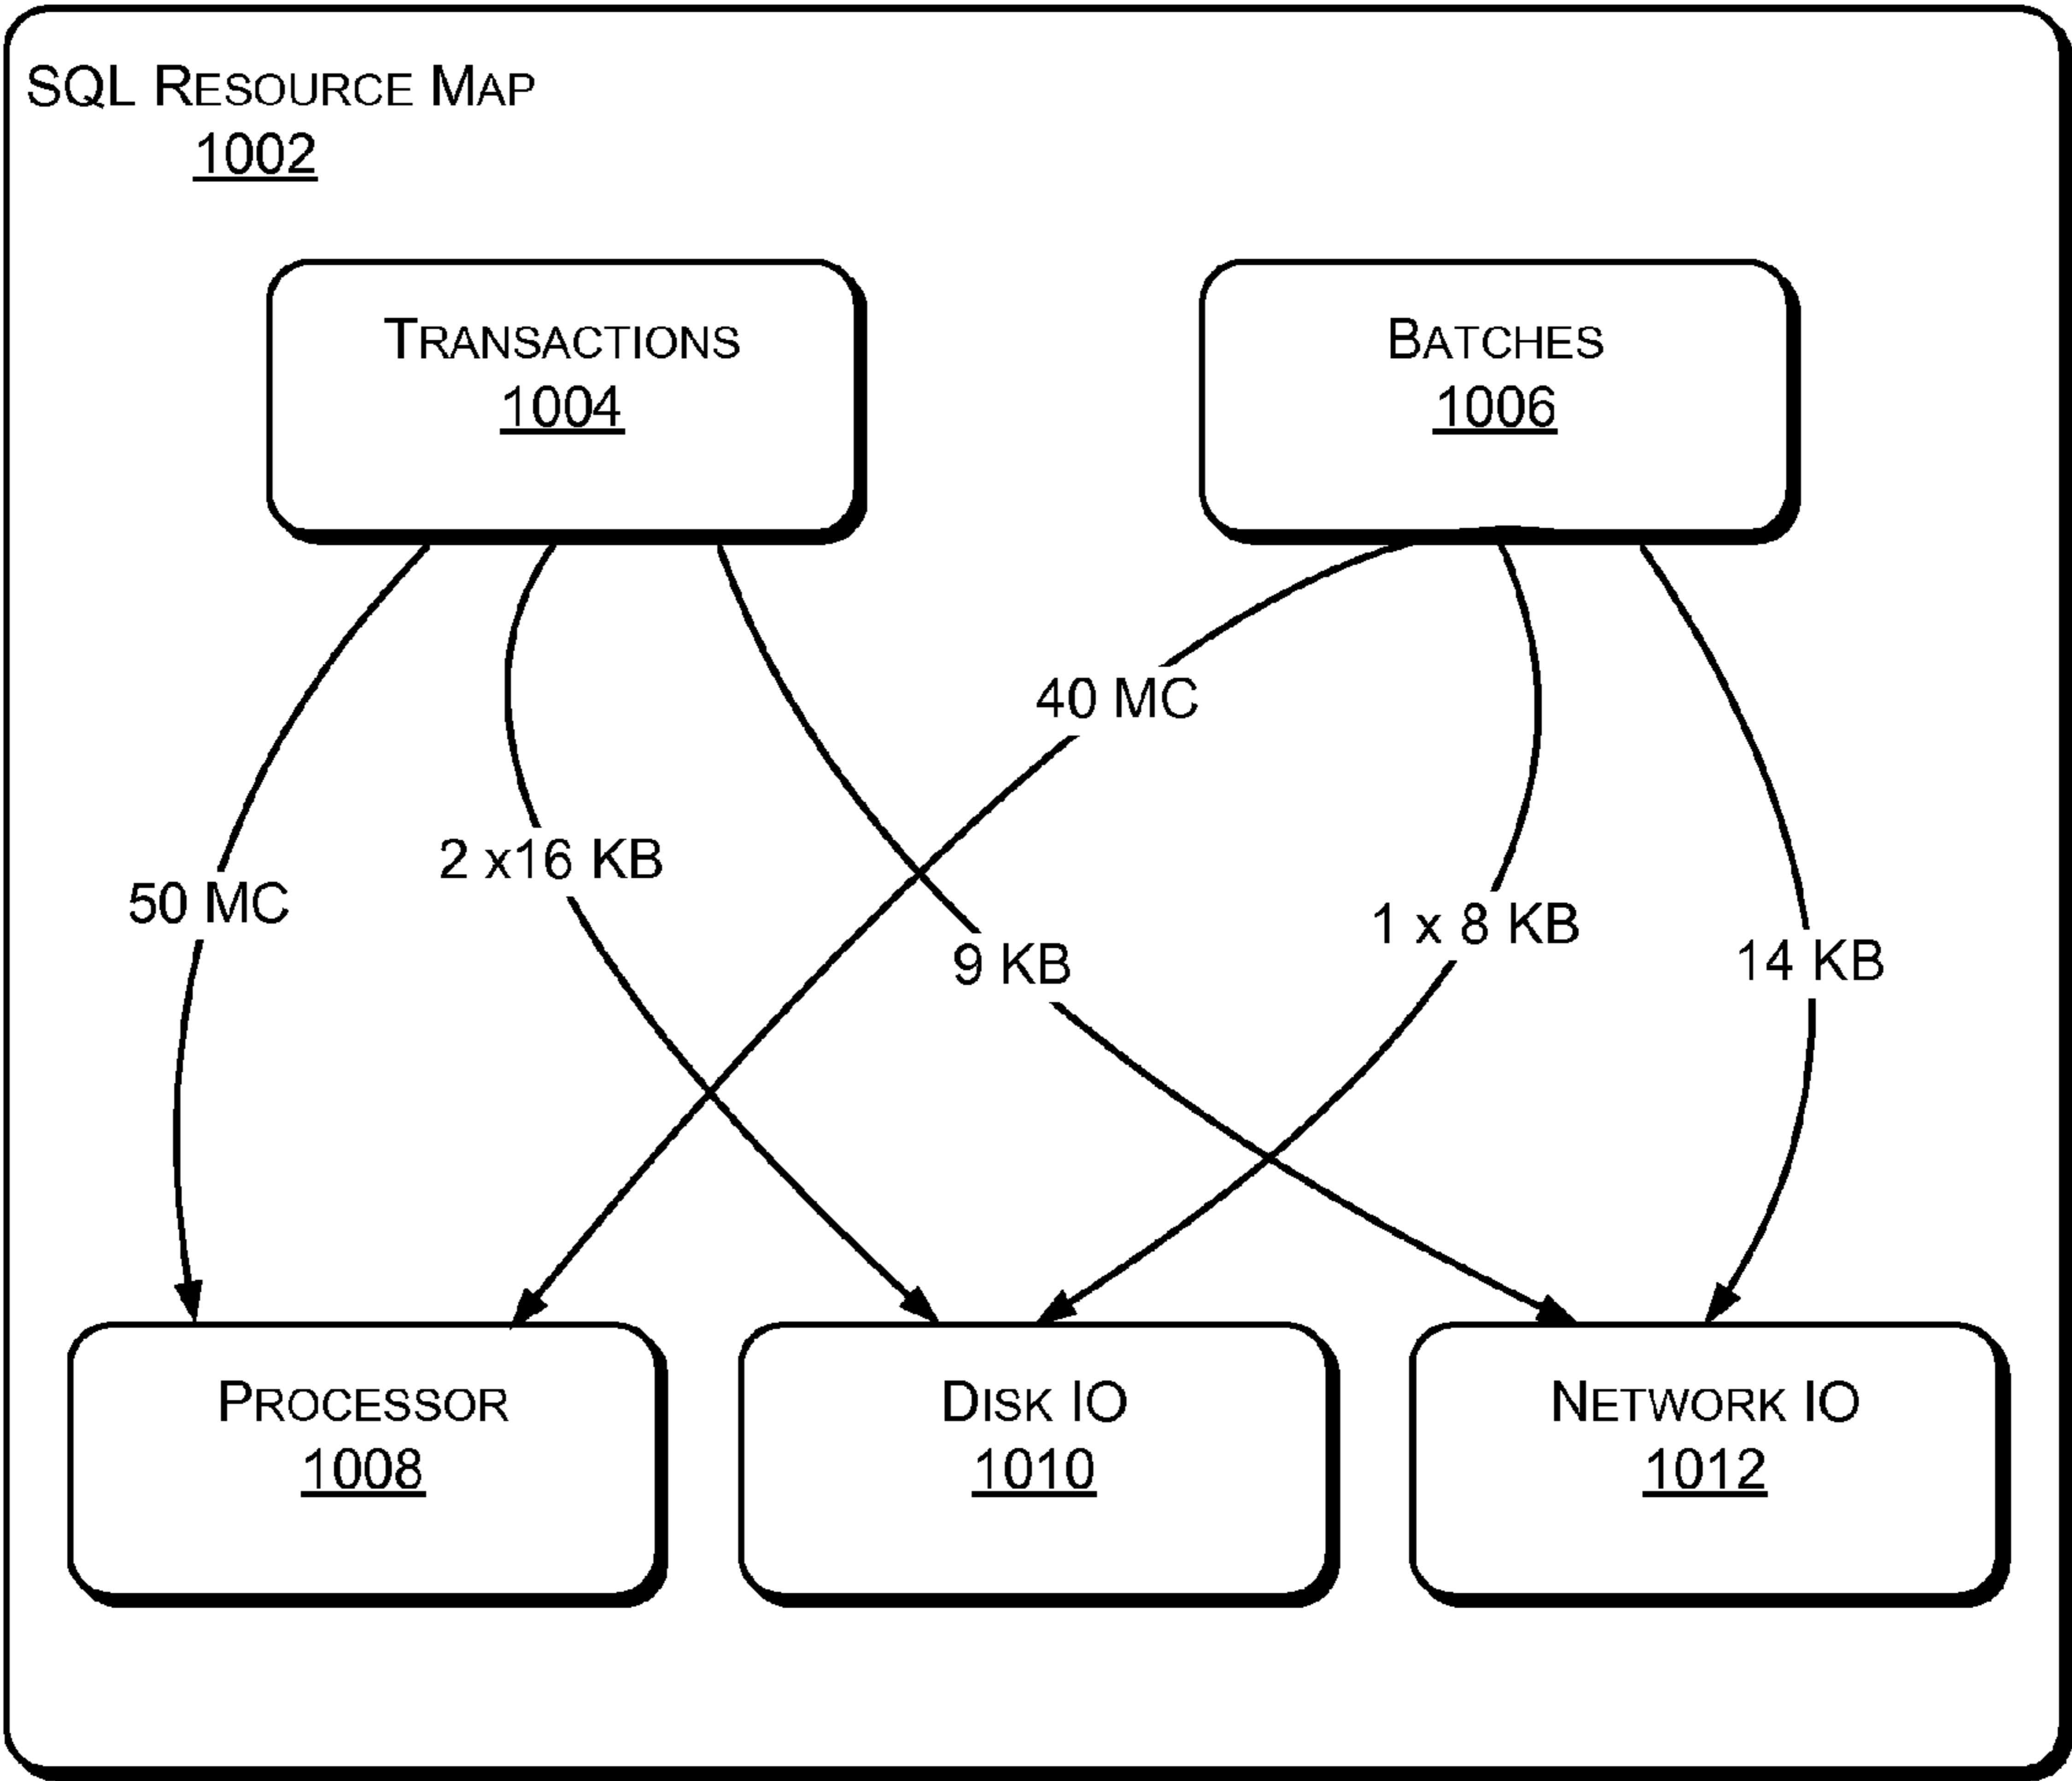 SQL RESOURCE MAP
1002
TRANSACTIONS
1004
BATCHES
1006
40 MC
2 x16 KB
50 MC
1 x 8 KB
9 KB
14 KB
PROCESSOR
1008
DISK IO
1010
NETWORK IO
1012